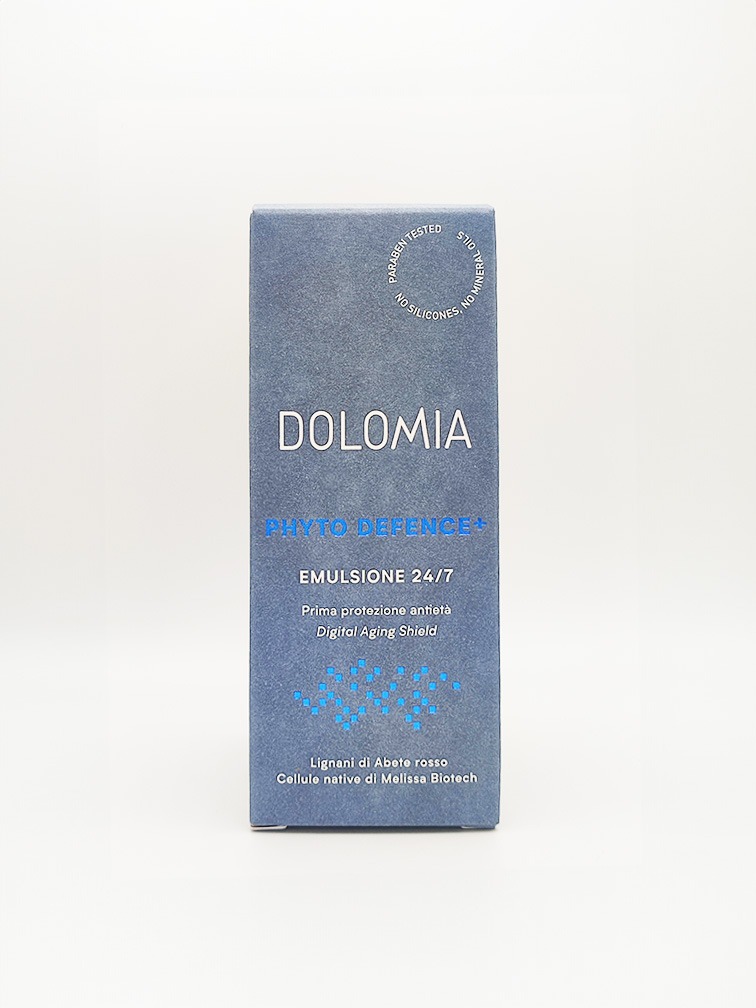 PARABEN TESTED
NO SILICONES, NO MINERAL OILS
DOLOMIA
PHYTO DEFENCE+
EMULSIONE 24/7
Prima protezione antietà
Digital Aging Shield
Lignani di Abete rosso
Cellule native di Melissa Biotech